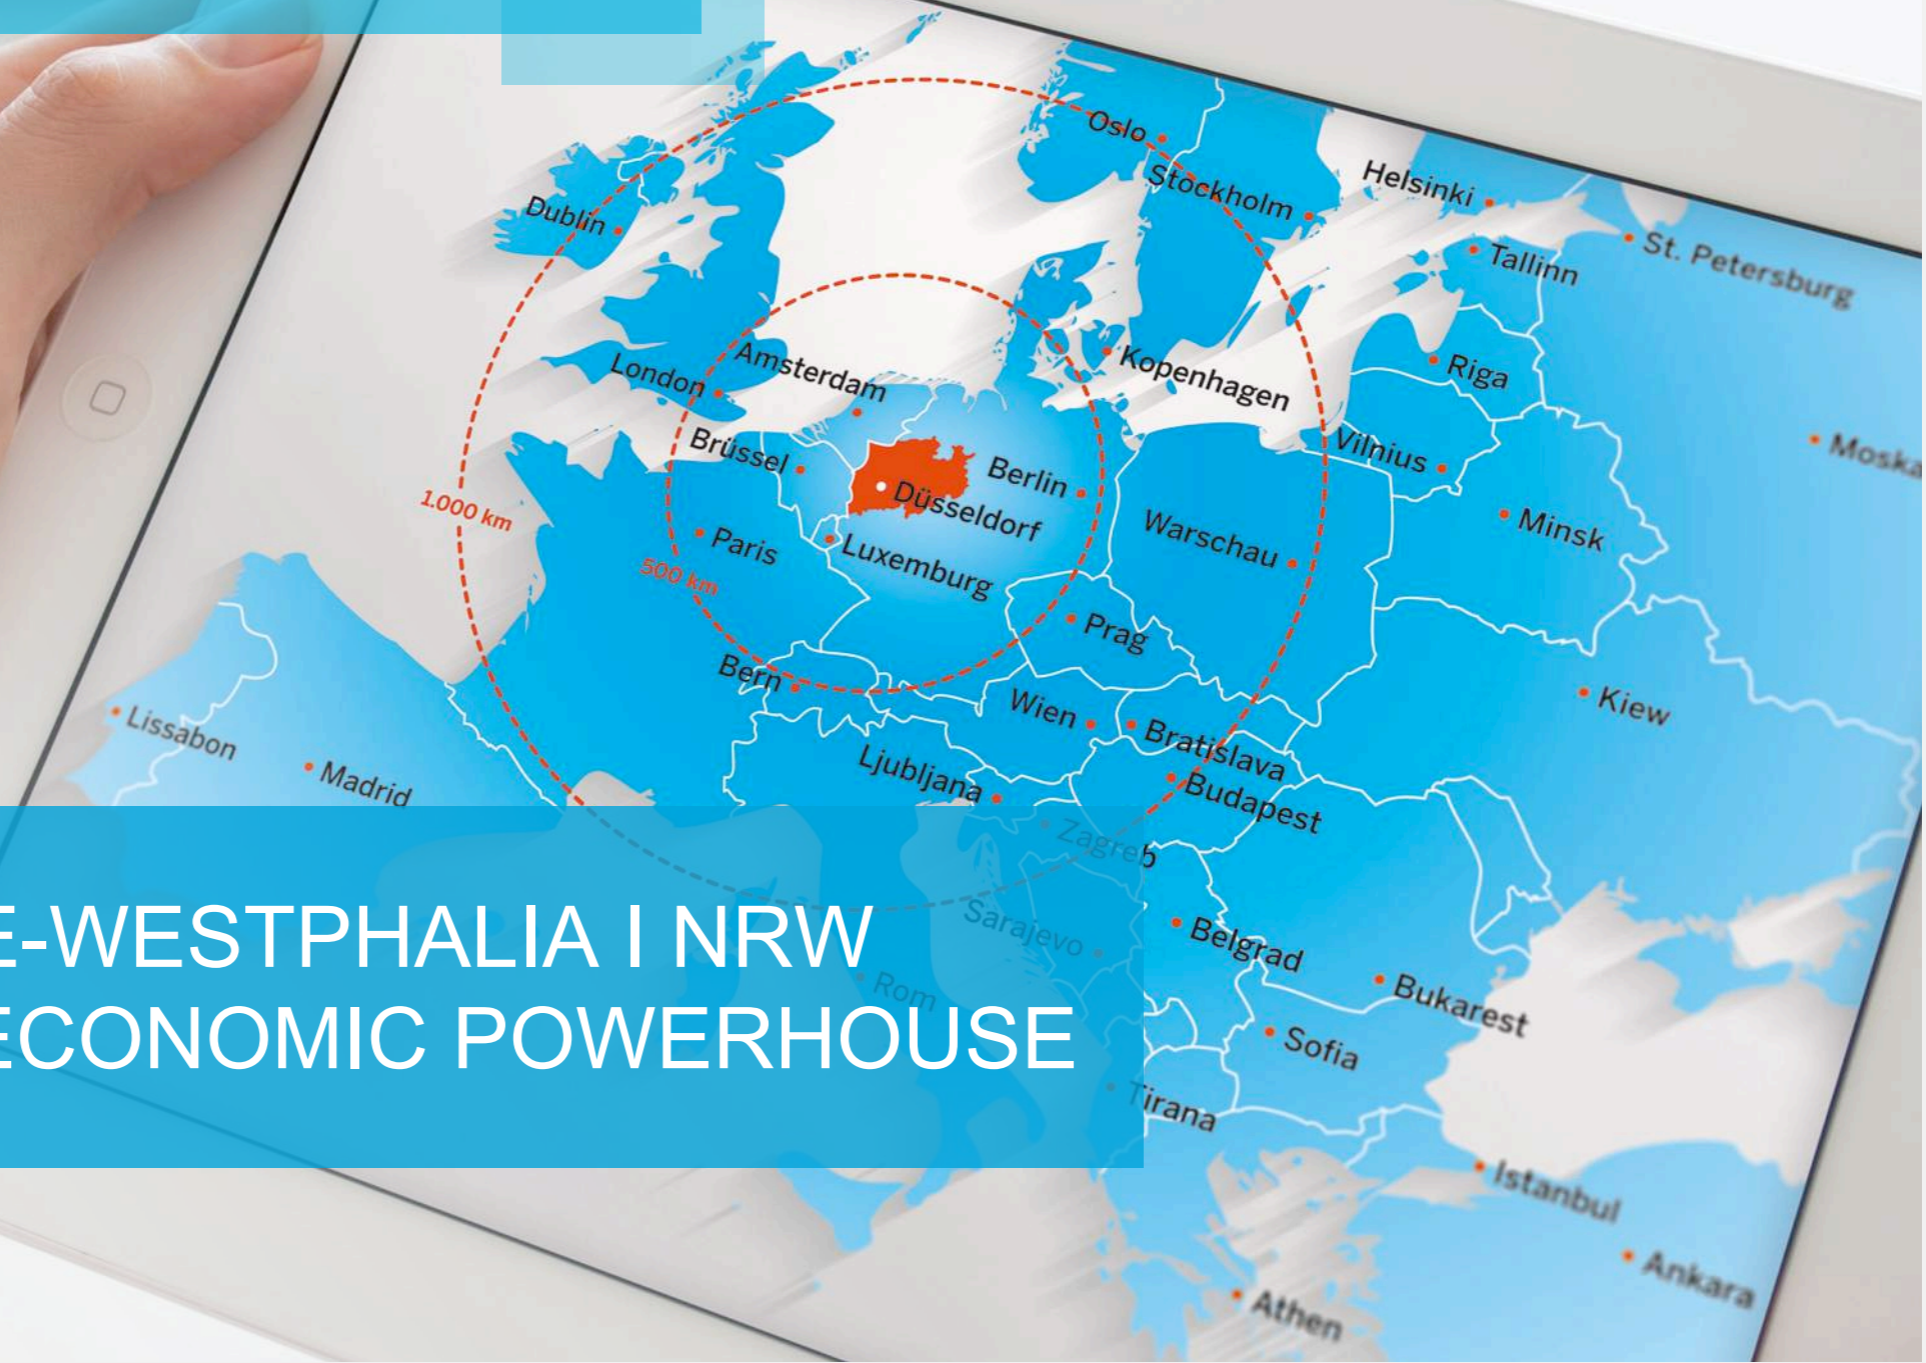 Oslo
Stockholm
Helsinki
Dublin
Tallinn
St. Petersburg
Amsterdam
London
Kopenhagen
Riga
Brüssel
Berlin
Vilnius
Düsseldorf
1.000 km
Paris
Luxemburg
500 km
Warschau
Minsk
Prag
Bern
Wien
Bratislava
Kiew
Lissabon
Madrid
Ljubljana
Budapest
Zagreb
E-WESTPHALIA I NRW
ECONOMIC POWERHOUSE
Sarajevo
Rom
Belgrad
Bukarest
Sofia
Tirana
Istanbul
Ankara
Athen
Moska